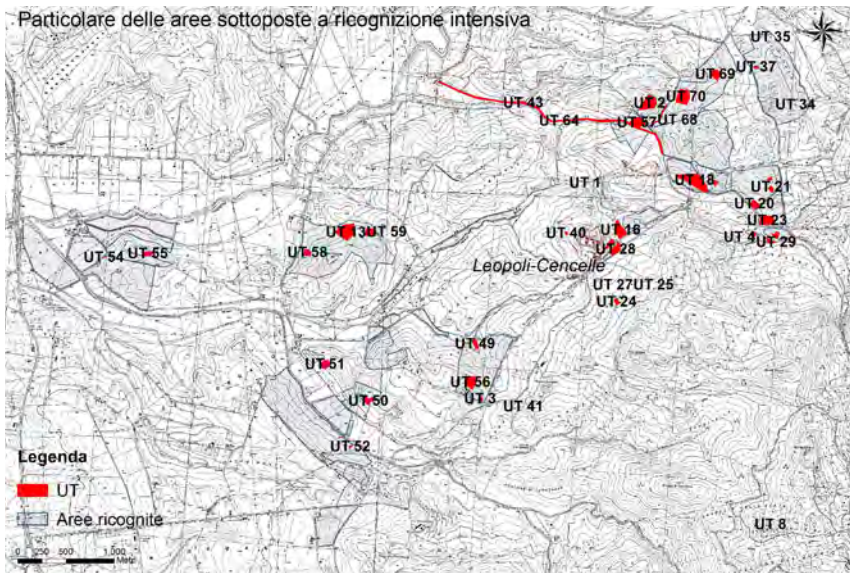 Particolare delle aree sottoposte a ricognizione intensiva
UT 35
UT 69
UT 37
UT 43
UT 2
UT 70
UT 34
UT 64
UT 57
UT 68
UT 1
UT 18
UT 21
UT 20
UT 13
UT 59
UT 40
UT 16
UT 23
UT 4
UT 29
UT 54
UT 55
UT 58
UT 28
Leopoli-Cencelle
UT 27
UT 25
UT 24
UT 49
UT 51
UT 56
UT 50
UT 3
UT 41
UT 52
Legenda
UT
Aree ricognite
UT 8
0 250 500 1.000